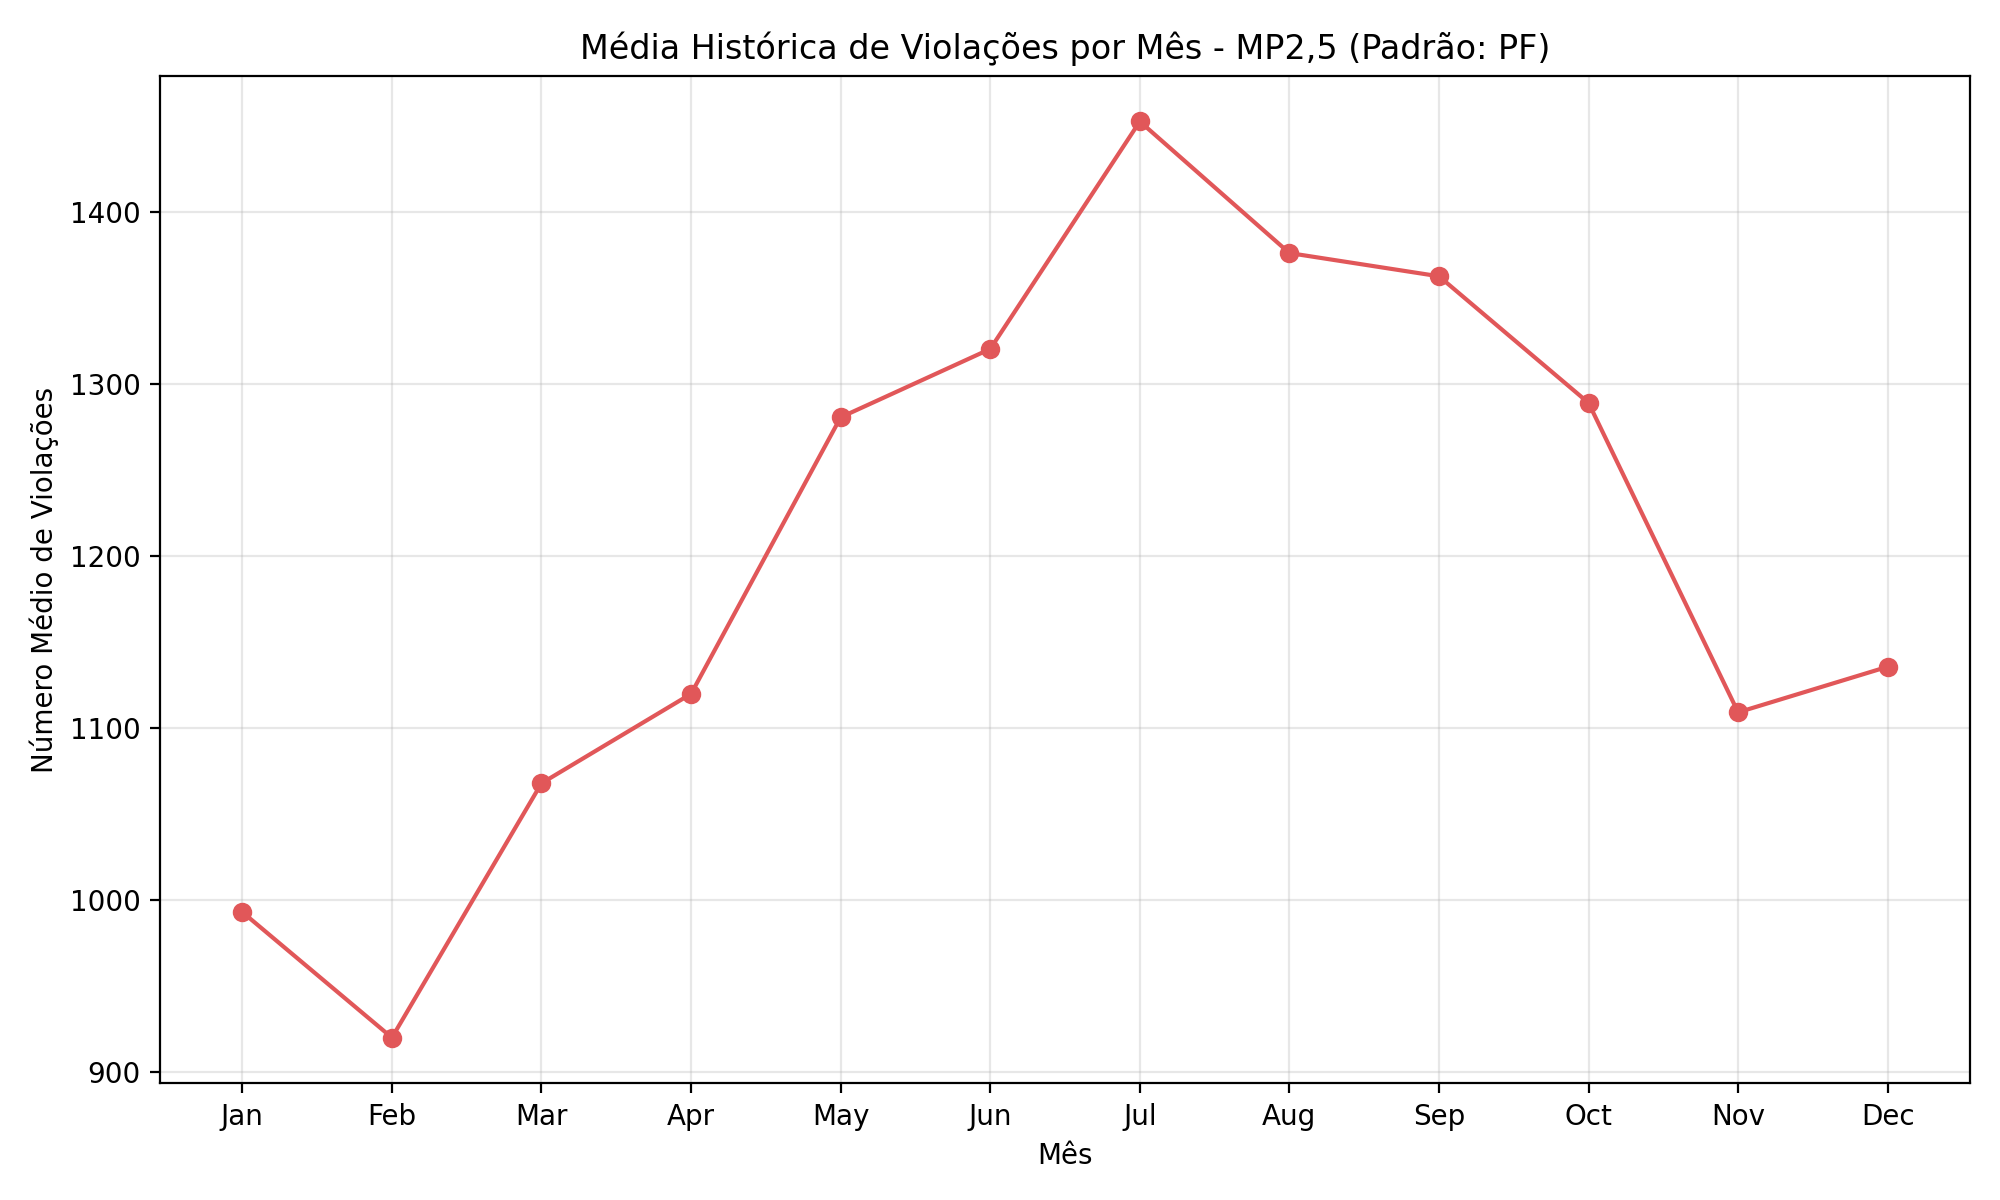 Média Histórica de Violações por Mês - MP2,5 (Padrão: PF)
Número Médio de Violações
1400
1300
1200
1100
1000
900
Jan Feb Mar Apr May Jun Jul Aug Sep Oct Nov Dec
Mês